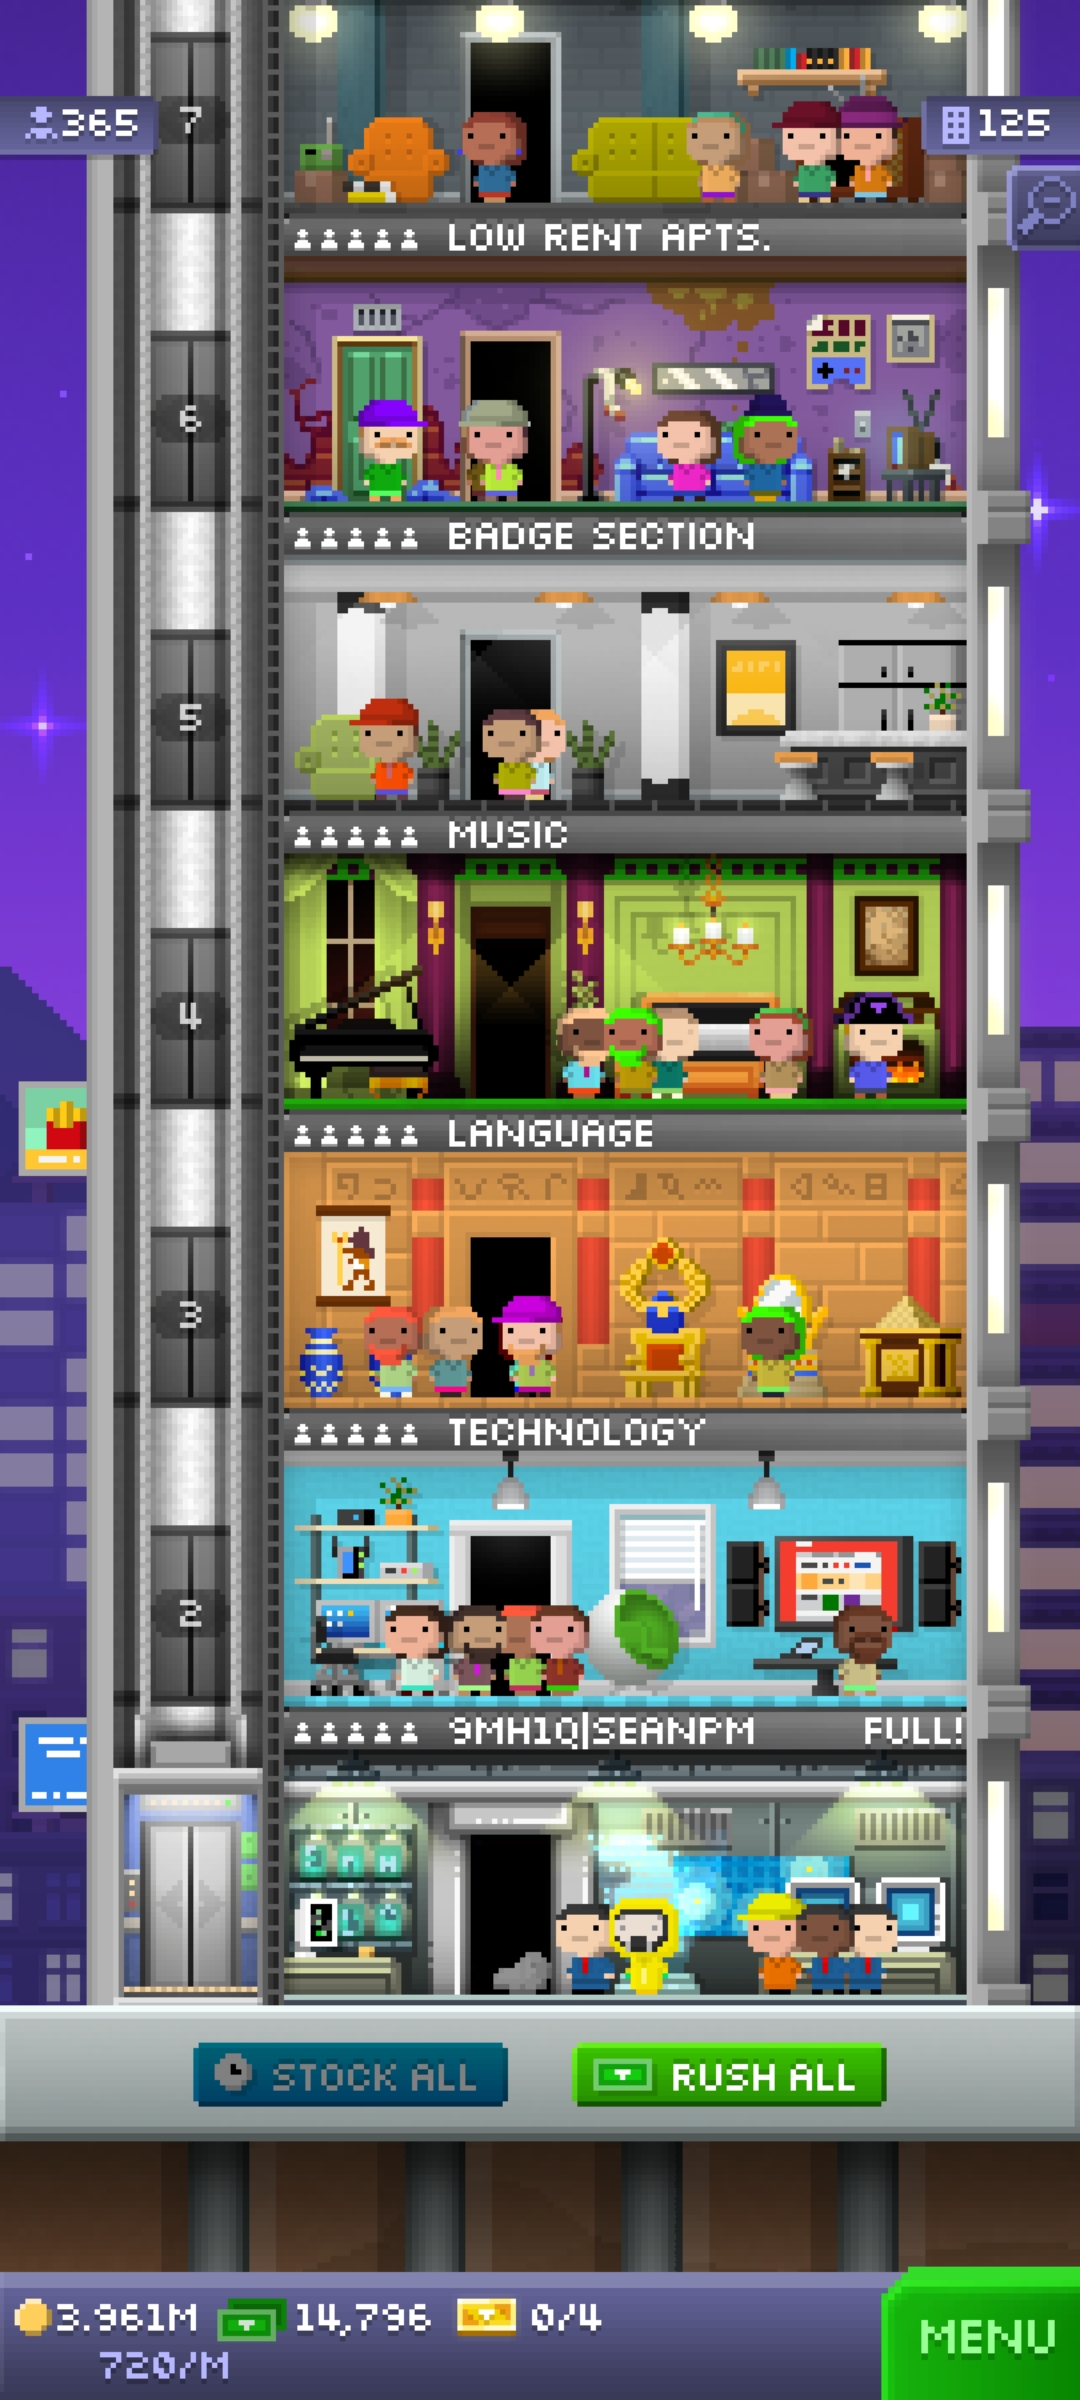 7
365
125
LOW RENT APTS.
6
BADGE SECTION
5
MUSIC
4
LANGUAGE
3
TECHNOLOGY
2
9MH1Q|SEANPM FULL!
STOCK ALL
RUSH ALL
3.961M 14,796 0/4
720/M
MENU